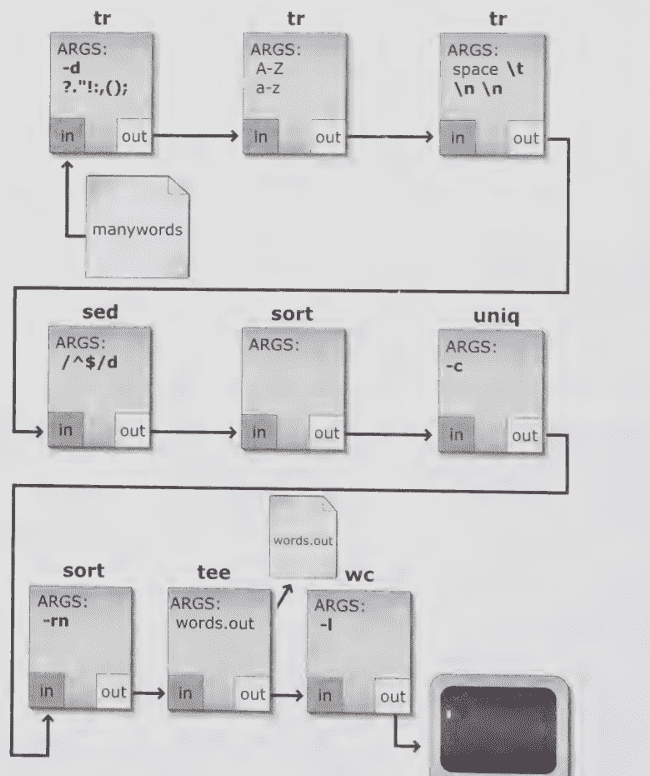 tr tr tr
ARGS: ARGS: ARGS:
-d A-Z space \t
?."!:,(); a-z \n \n
in out in out in out
manywords
sed sort uniq
ARGS: ARGS: ARGS:
/^$/d -c
in out in out in out
words.out
sort tee wc
ARGS: ARGS: ARGS:
-rn words.out -l
in out in out in out